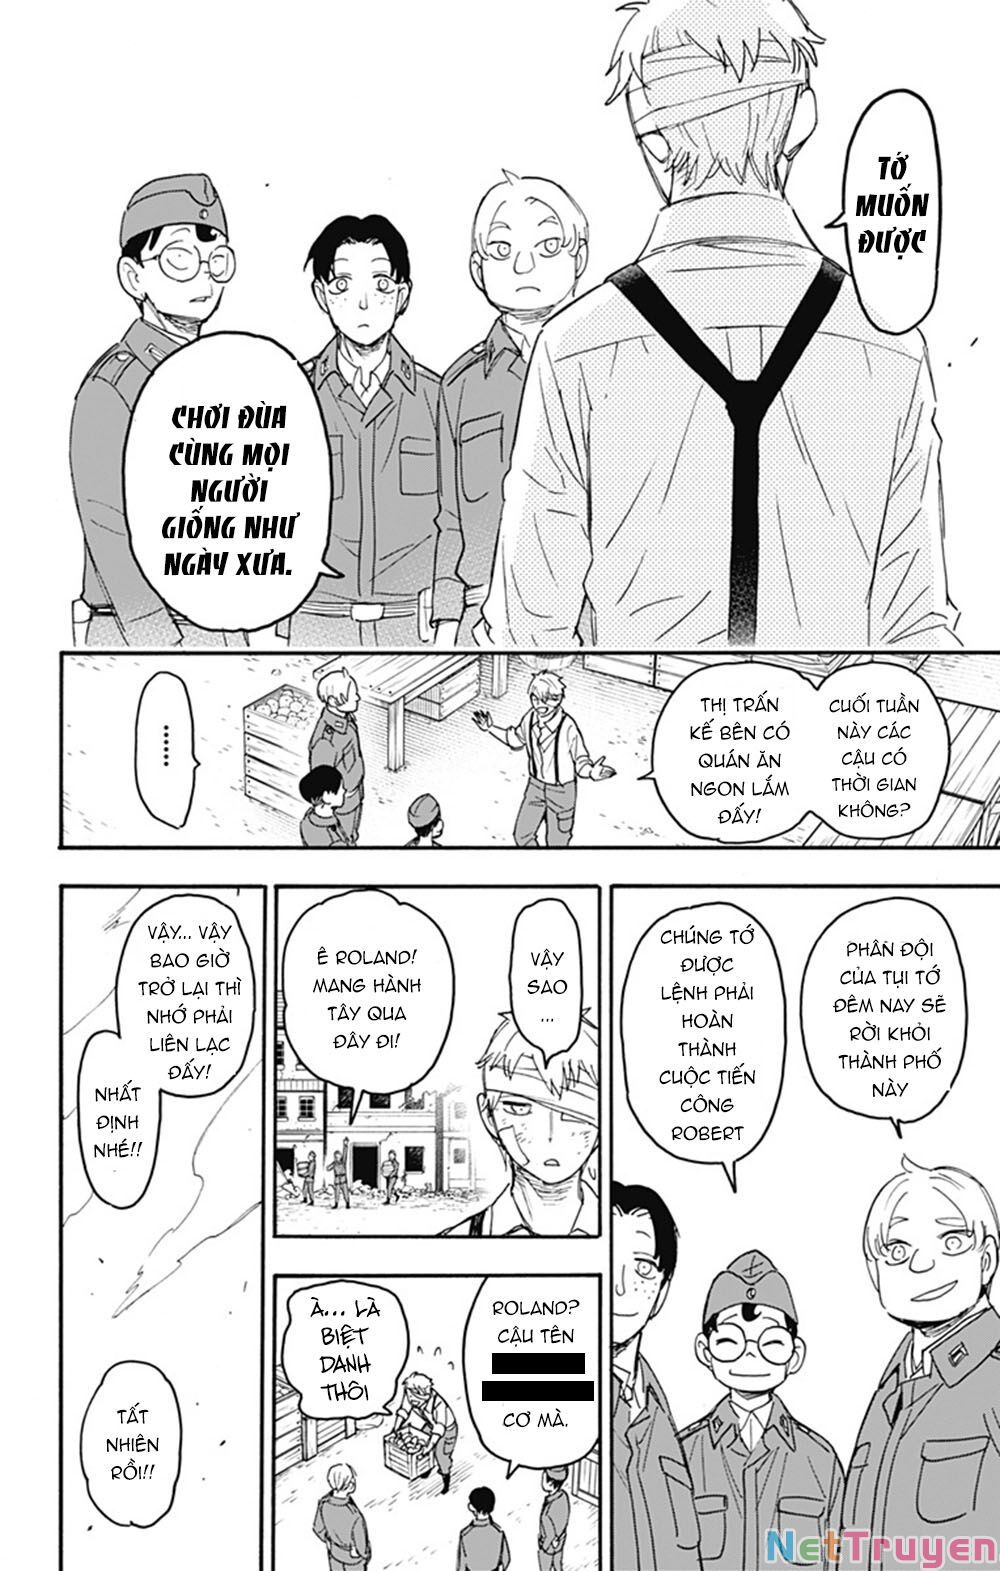 TỚ
MUỐN
ĐƯỢC
CHƠI ĐÙA
CÙNG MỌI
NGƯỜI
GIỐNG NHƯ
NGÀY XƯA.
CUỐI TUẦN
NÀY CÁC
CẬU CÓ
THỜI GIAN
KHÔNG?
THỊ TRẤN
KẾ BÊN CÓ
QUÁN ĂN
NGON LẮM
ĐẤY!
.......
PHÂN ĐỘI
CỦA TỤI TỚ
ĐÊM NAY SẼ
RỜI KHỎI
THÀNH PHỐ
NÀY
CHÚNG TỚ
ĐƯỢC
LỆNH PHẢI
HOÀN
THÀNH
CUỘC TIẾN
CÔNG
ROBERT
VẬY
SAO
...
Ê ROLAND!
MANG HÀNH
TÂY QUA
ĐÂY ĐI!
ROLAND?
CẬU TÊN
CƠ MÀ.
À... LÀ
BIỆT
DANH
THÔI
VẬY... VẬY
BAO GIỜ
TRỞ LẠI THÌ
NHỚ PHẢI
LIÊN LẠC
ĐẤY!
NHẤT
ĐỊNH
NHÉ!!
TẤT
NHIÊN
RỒI!!
NetTruyen